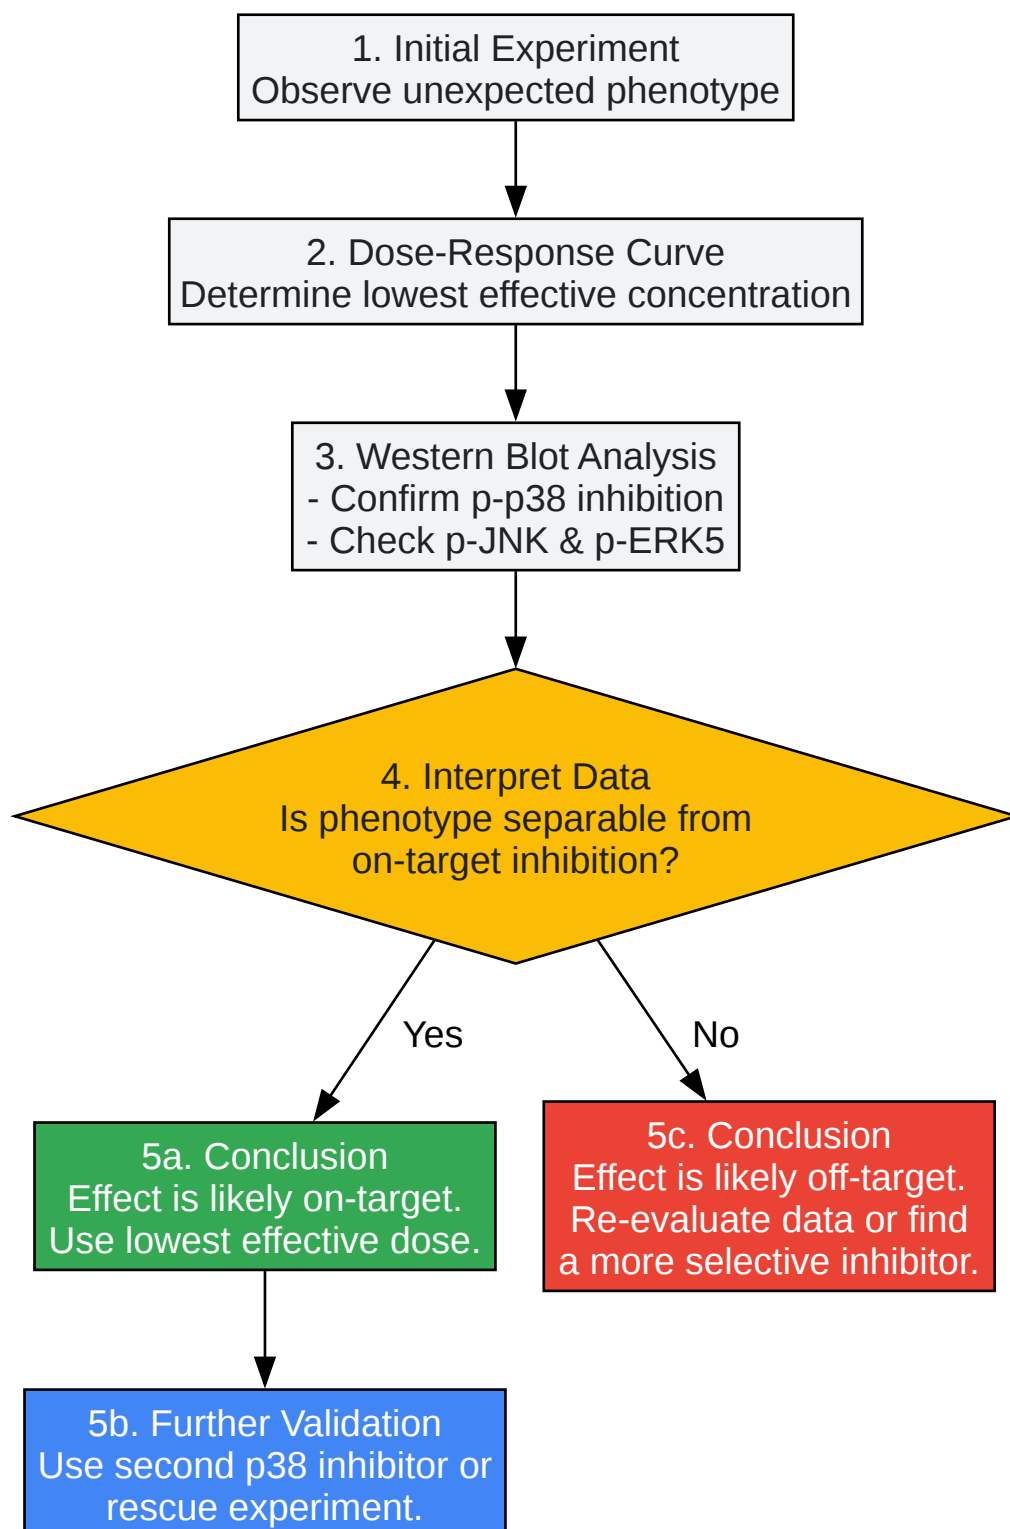 1. Initial Experiment
Observe unexpected phenotype
2. Dose-Response Curve
Determine lowest effective concentration
3. Western Blot Analysis
- Confirm p-p38 inhibition
- Check p-JNK & p-ERK5
4. Interpret Data
Is phenotype separable from
on-target inhibition?
Yes
No
5a. Conclusion
Effect is likely on-target.
Use lowest effective dose.
5c. Conclusion
Effect is likely off-target.
Re-evaluate data or find
a more selective inhibitor.
5b. Further Validation
Use second p38 inhibitor or
rescue experiment.